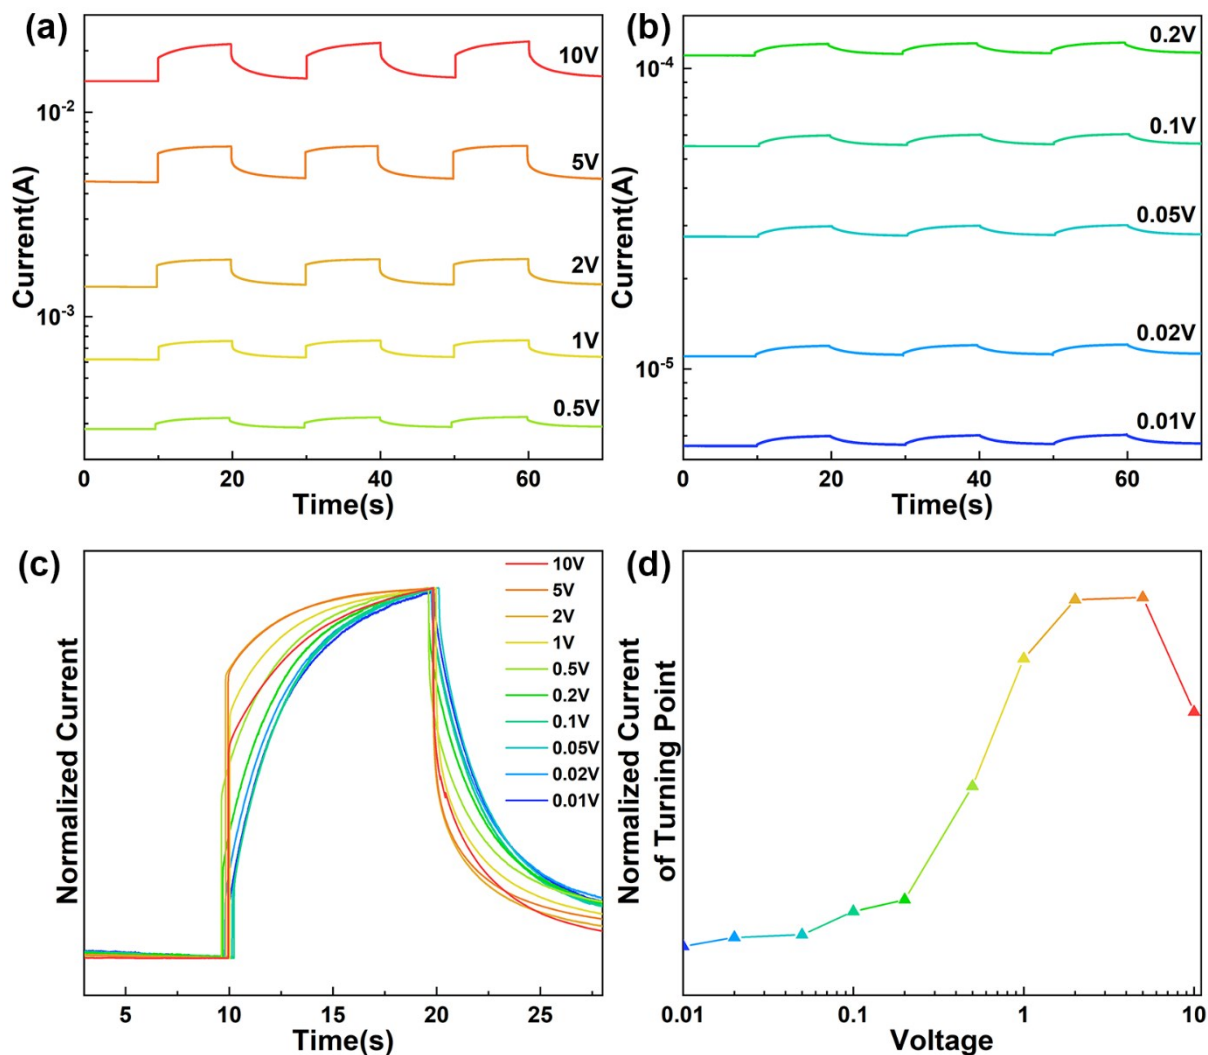 (a)
10V
5V
2V
1V
0.5V
10-2
10-3
Current(A)
0 20 40 60
Time(s)
(b)
0.2V
0.1V
0.05V
0.02V
0.01V
10-4
10-5
Current(A)
0 20 40 60
Time(s)
(c)
10V
5V
2V
1V
0.5V
0.2V
0.1V
0.05V
0.02V
0.01V
Normalized Current
5 10 15 20 25
Time(s)
(d)
Normalized Current
of Turning Point
0.01 0.1 1 10
Voltage